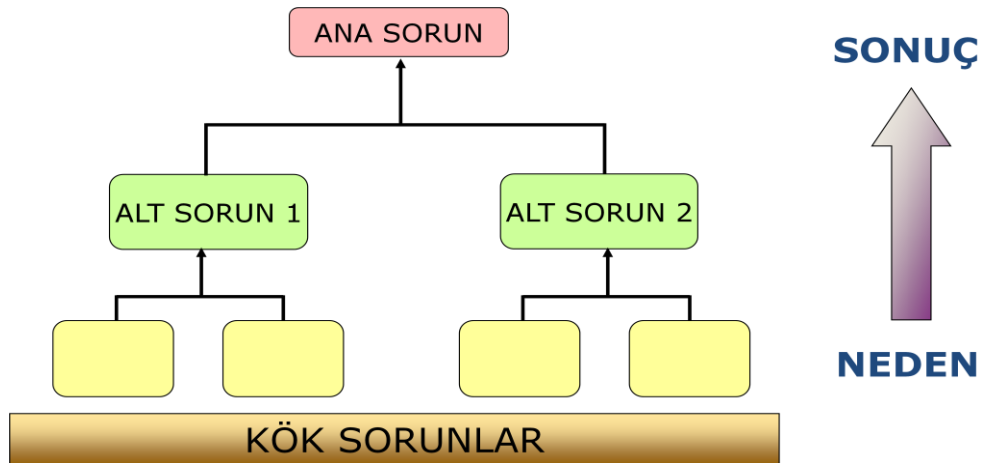 ANA SORUN
SONUÇ
ALT SORUN 1
ALT SORUN 2
NEDEN
KÖK SORUNLAR